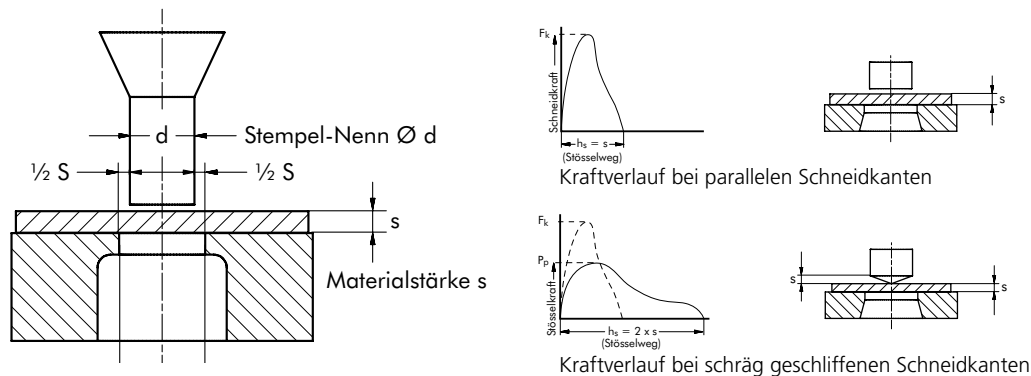 d
Stempel-Nenn Ø d
½ S
½ S
s
Materialstärke s
Fk
Schneidkraft
hs = s
(Stösselweg)
s
Kraftverlauf bei parallelen Schneidkanten
Fk
Pp
Stösselkraft
hs = 2 x s
(Stösselweg)
s
s
Kraftverlauf bei schräg geschliffenen Schneidkanten